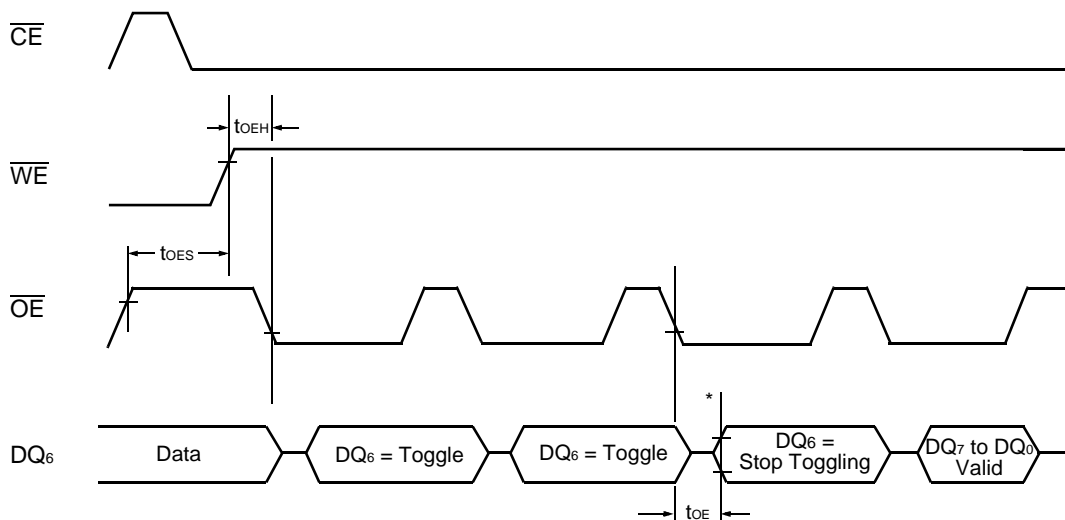 CE
tOEH
WE
tOES
OE
*
DQ6
Data
DQ6 = Toggle
DQ6 = Toggle
DQ6 =
Stop Toggling
DQ7 to DQ0
Valid
tOE